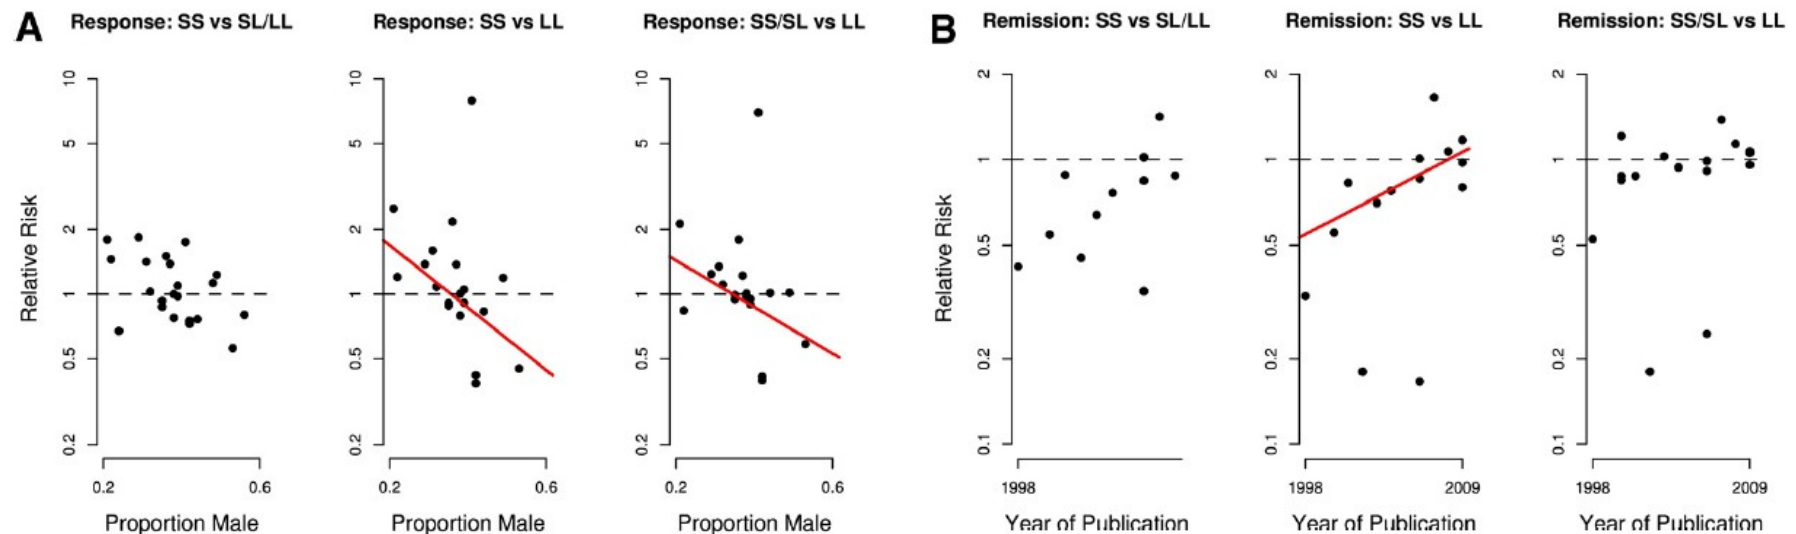 A
Response: SS vs SL/LL
Response: SS vs LL
Response: SS/SL vs LL
Relative Risk
10
5
2
1
0.5
0.2
0.2
0.6
Proportion Male
10
5
2
1
0.5
0.2
0.2
0.6
Proportion Male
10
5
2
1
0.5
0.2
0.2
0.6
Proportion Male
B
Remission: SS vs SL/LL
Remission: SS vs LL
Remission: SS/SL vs LL
Relative Risk
2
1
0.5
0.2
0.1
1998
Year of Publication
2
1
0.5
0.2
0.1
1998
2009
Year of Publication
2
1
0.5
0.2
0.1
1998
2009
Year of Publication